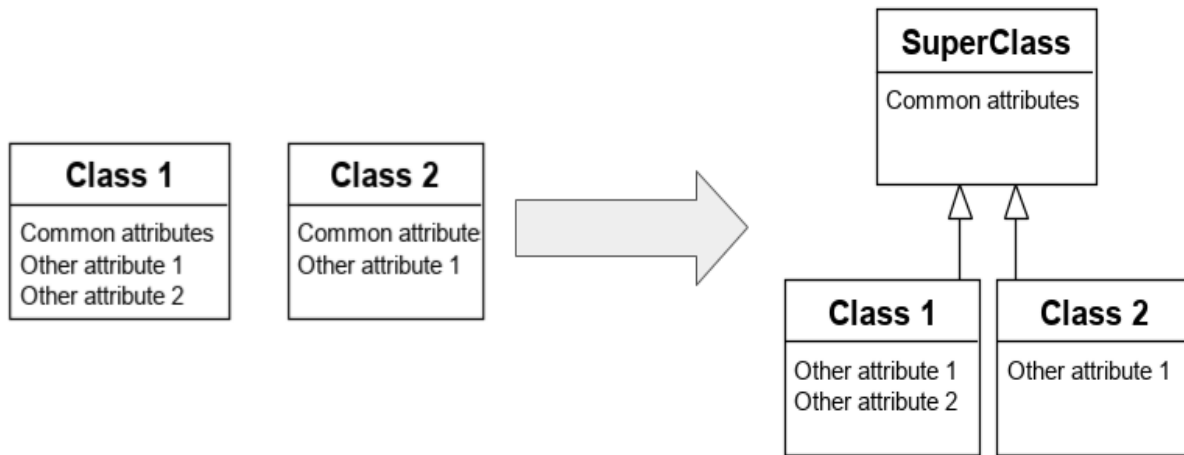 Class 1
Common attributes
Other attribute 1
Other attribute 2
Class 2
Common attribute
Other attribute 1
SuperClass
Common attributes
Class 1
Other attribute 1
Other attribute 2
Class 2
Other attribute 1